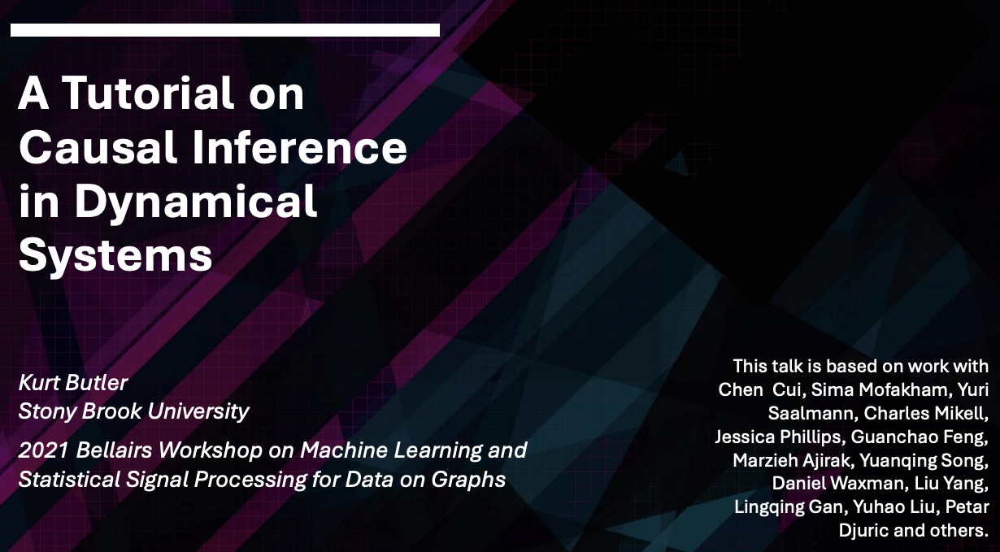 A Tutorial on
Causal Inference
in Dynamical
Systems
Kurt Butler
Stony Brook University
2021 Bellairs Workshop on Machine Learning and
Statistical Signal Processing for Data on Graphs
This talk is based on work with
Chen  Cui, Sima Mofakham, Yuri
Saalmann, Charles Mikell,
Jessica Phillips, Guanchao Feng,
Marzieh Ajirak, Yuanqing Song,
Daniel Waxman, Liu Yang,
Lingqing Gan, Yuhao Liu, Petar
Djuric and others.